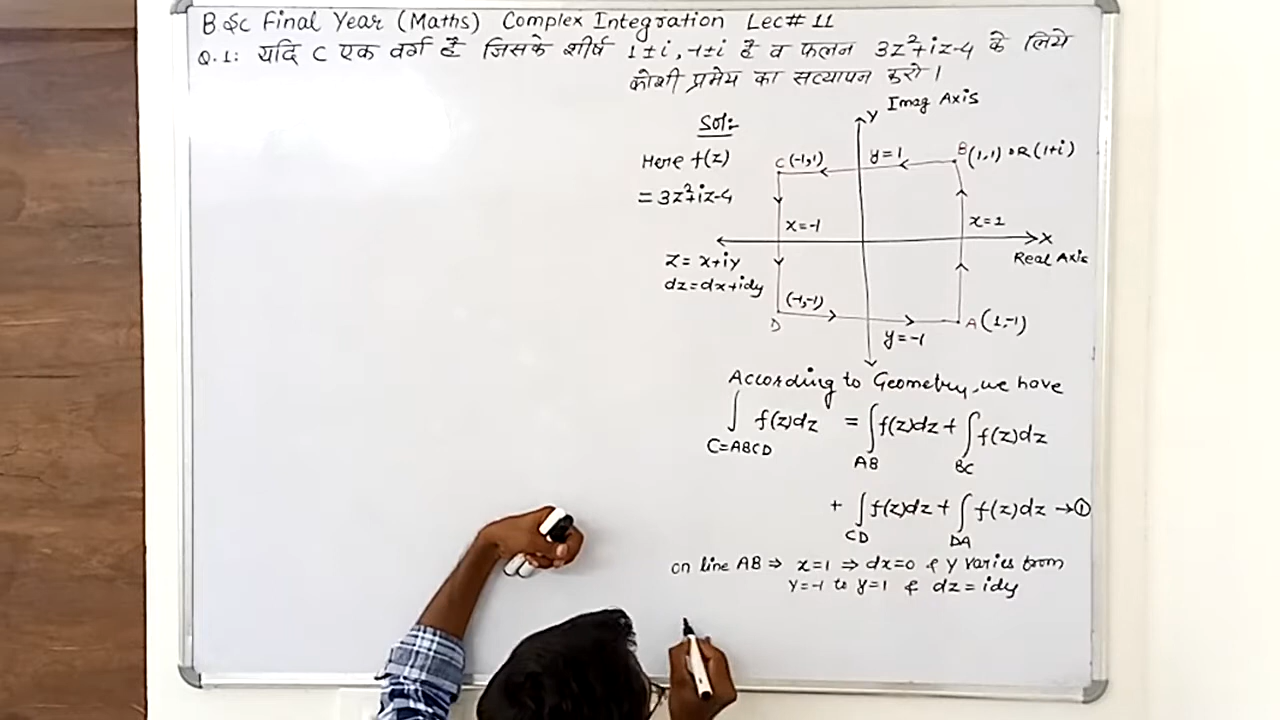 B Sc Final Year (Maths) Complex Integration Lec# 11
Q.1: यदि C एक वर्ग है जिसके शीर्ष 1±i, -1±i है व फलन 3z²+iz-4 के लिये
कोशी प्रमेय का सत्यापन करो।
Sol:-
Here f(z)
= 3z²+iz-4
z = x+iy
dz=dx+idy
Y Imag Axis
C (-1,1)
y=1
B (1,1) OR (1+i)
x=-1
x=1
X
Real Axis
(-1,-1)
D
A (1,-1)
y=-1
According to Geometry, we have
∫ f(z)dz = ∫ f(z)dz + ∫ f(z)dz
C=ABCD AB BC
+ ∫ f(z)dz + ∫ f(z)dz →①
CD DA
on line AB ⇒ x=1 ⇒ dx=0 & y varies from
y=-1 to y=1 & dz=idy